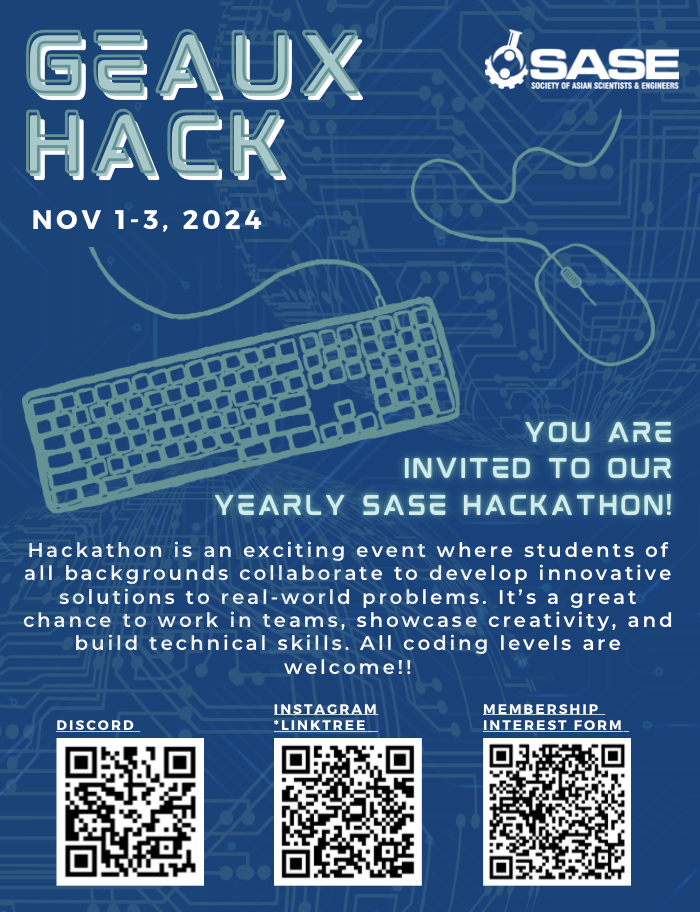 GEAUX
HACK
SASE
SOCIETY OF ASIAN SCIENTISTS & ENGINEERS
NOV 1-3, 2024
YOU ARE
INVITED TO OUR
YEARLY SASE HACKATHON!
Hackathon is an exciting event where students of
all backgrounds collaborate to develop innovative
solutions to real-world problems. It’s a great
chance to work in teams, showcase creativity, and
build technical skills. All coding levels are
welcome!!
DISCORD
INSTAGRAM
*LINKTREE
MEMBERSHIP
INTEREST FORM